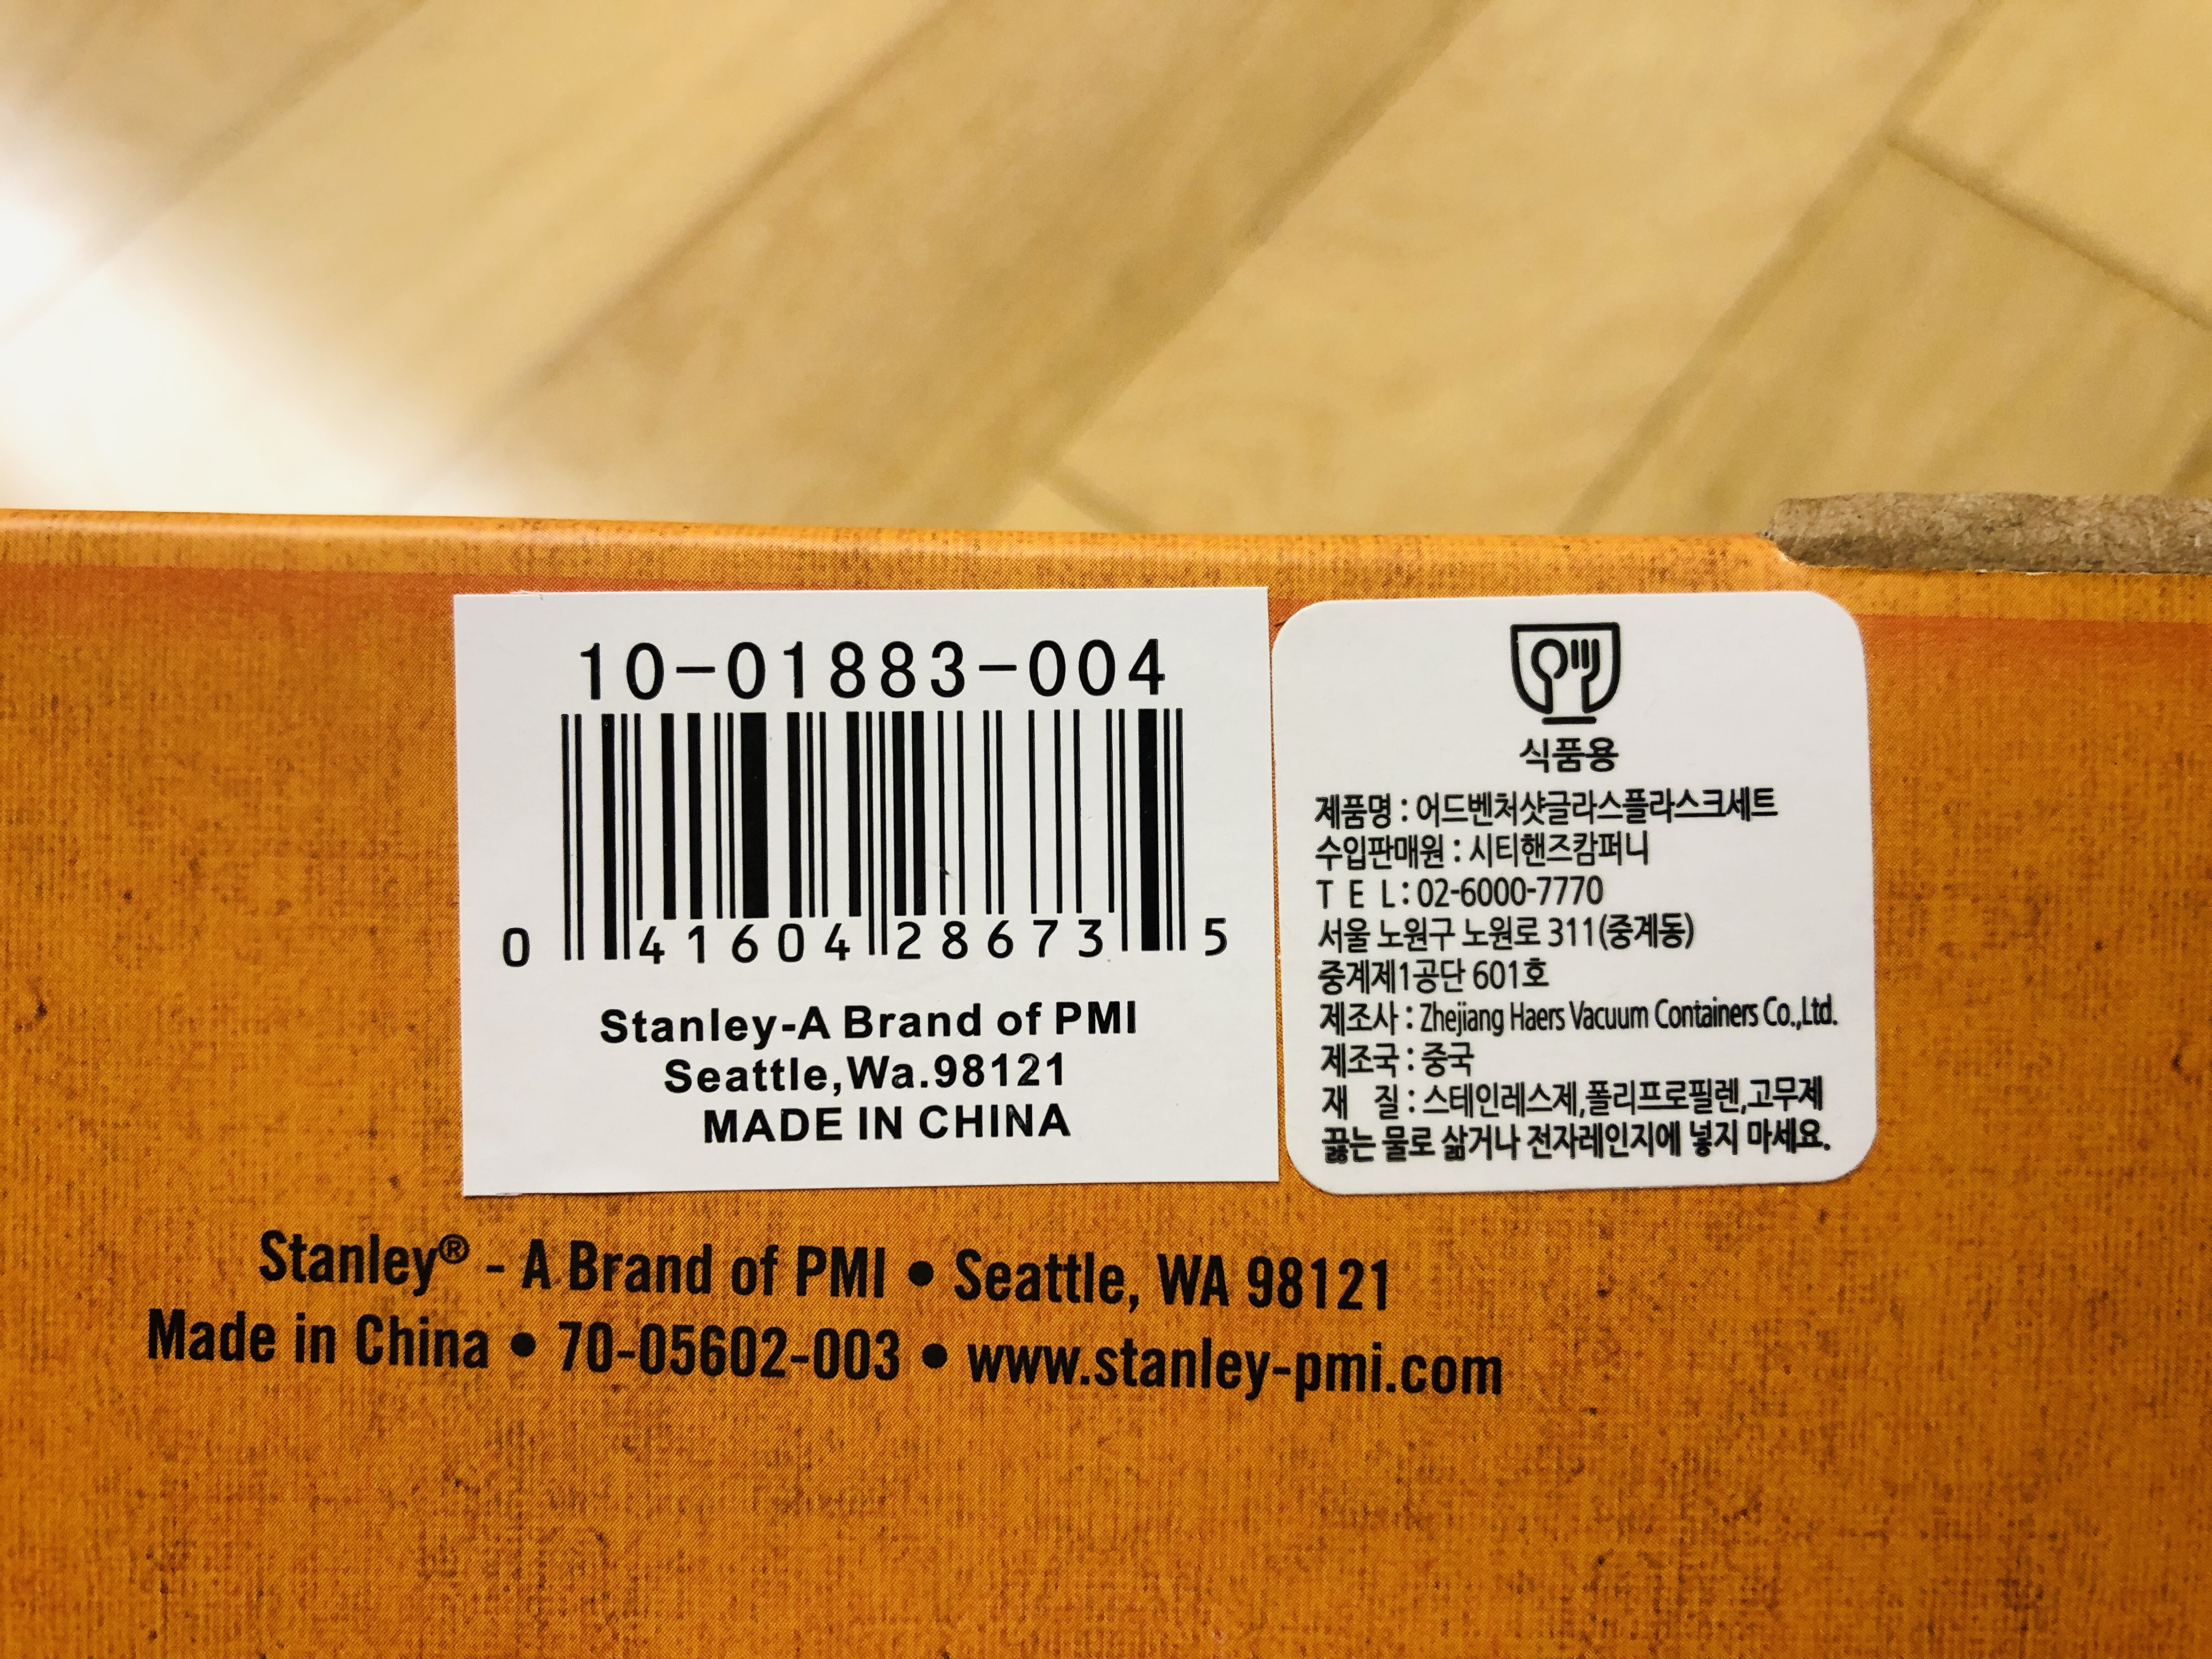 10-01883-004
0 41604 28673 5
Stanley-A Brand of PMI
Seattle,Wa.98121
MADE IN CHINA
식품용
제품명 : 어드벤처샷글라스플라스크세트
수입판매원 : 시티핸즈캄퍼니
T E L : 02-6000-7770
서울 노원구 노원로 311(중계동)
중계제1공단 601호
제조사 : Zhejiang Haers Vacuum Containers Co.,Ltd.
제조국 : 중국
재 질 : 스테인레스제,폴리프로필렌,고무제
끓는 물로 삶거나 전자레인지에 넣지 마세요.
Stanley® - A Brand of PMI • Seattle, WA 98121
Made in China • 70-05602-003 • www.stanley-pmi.com